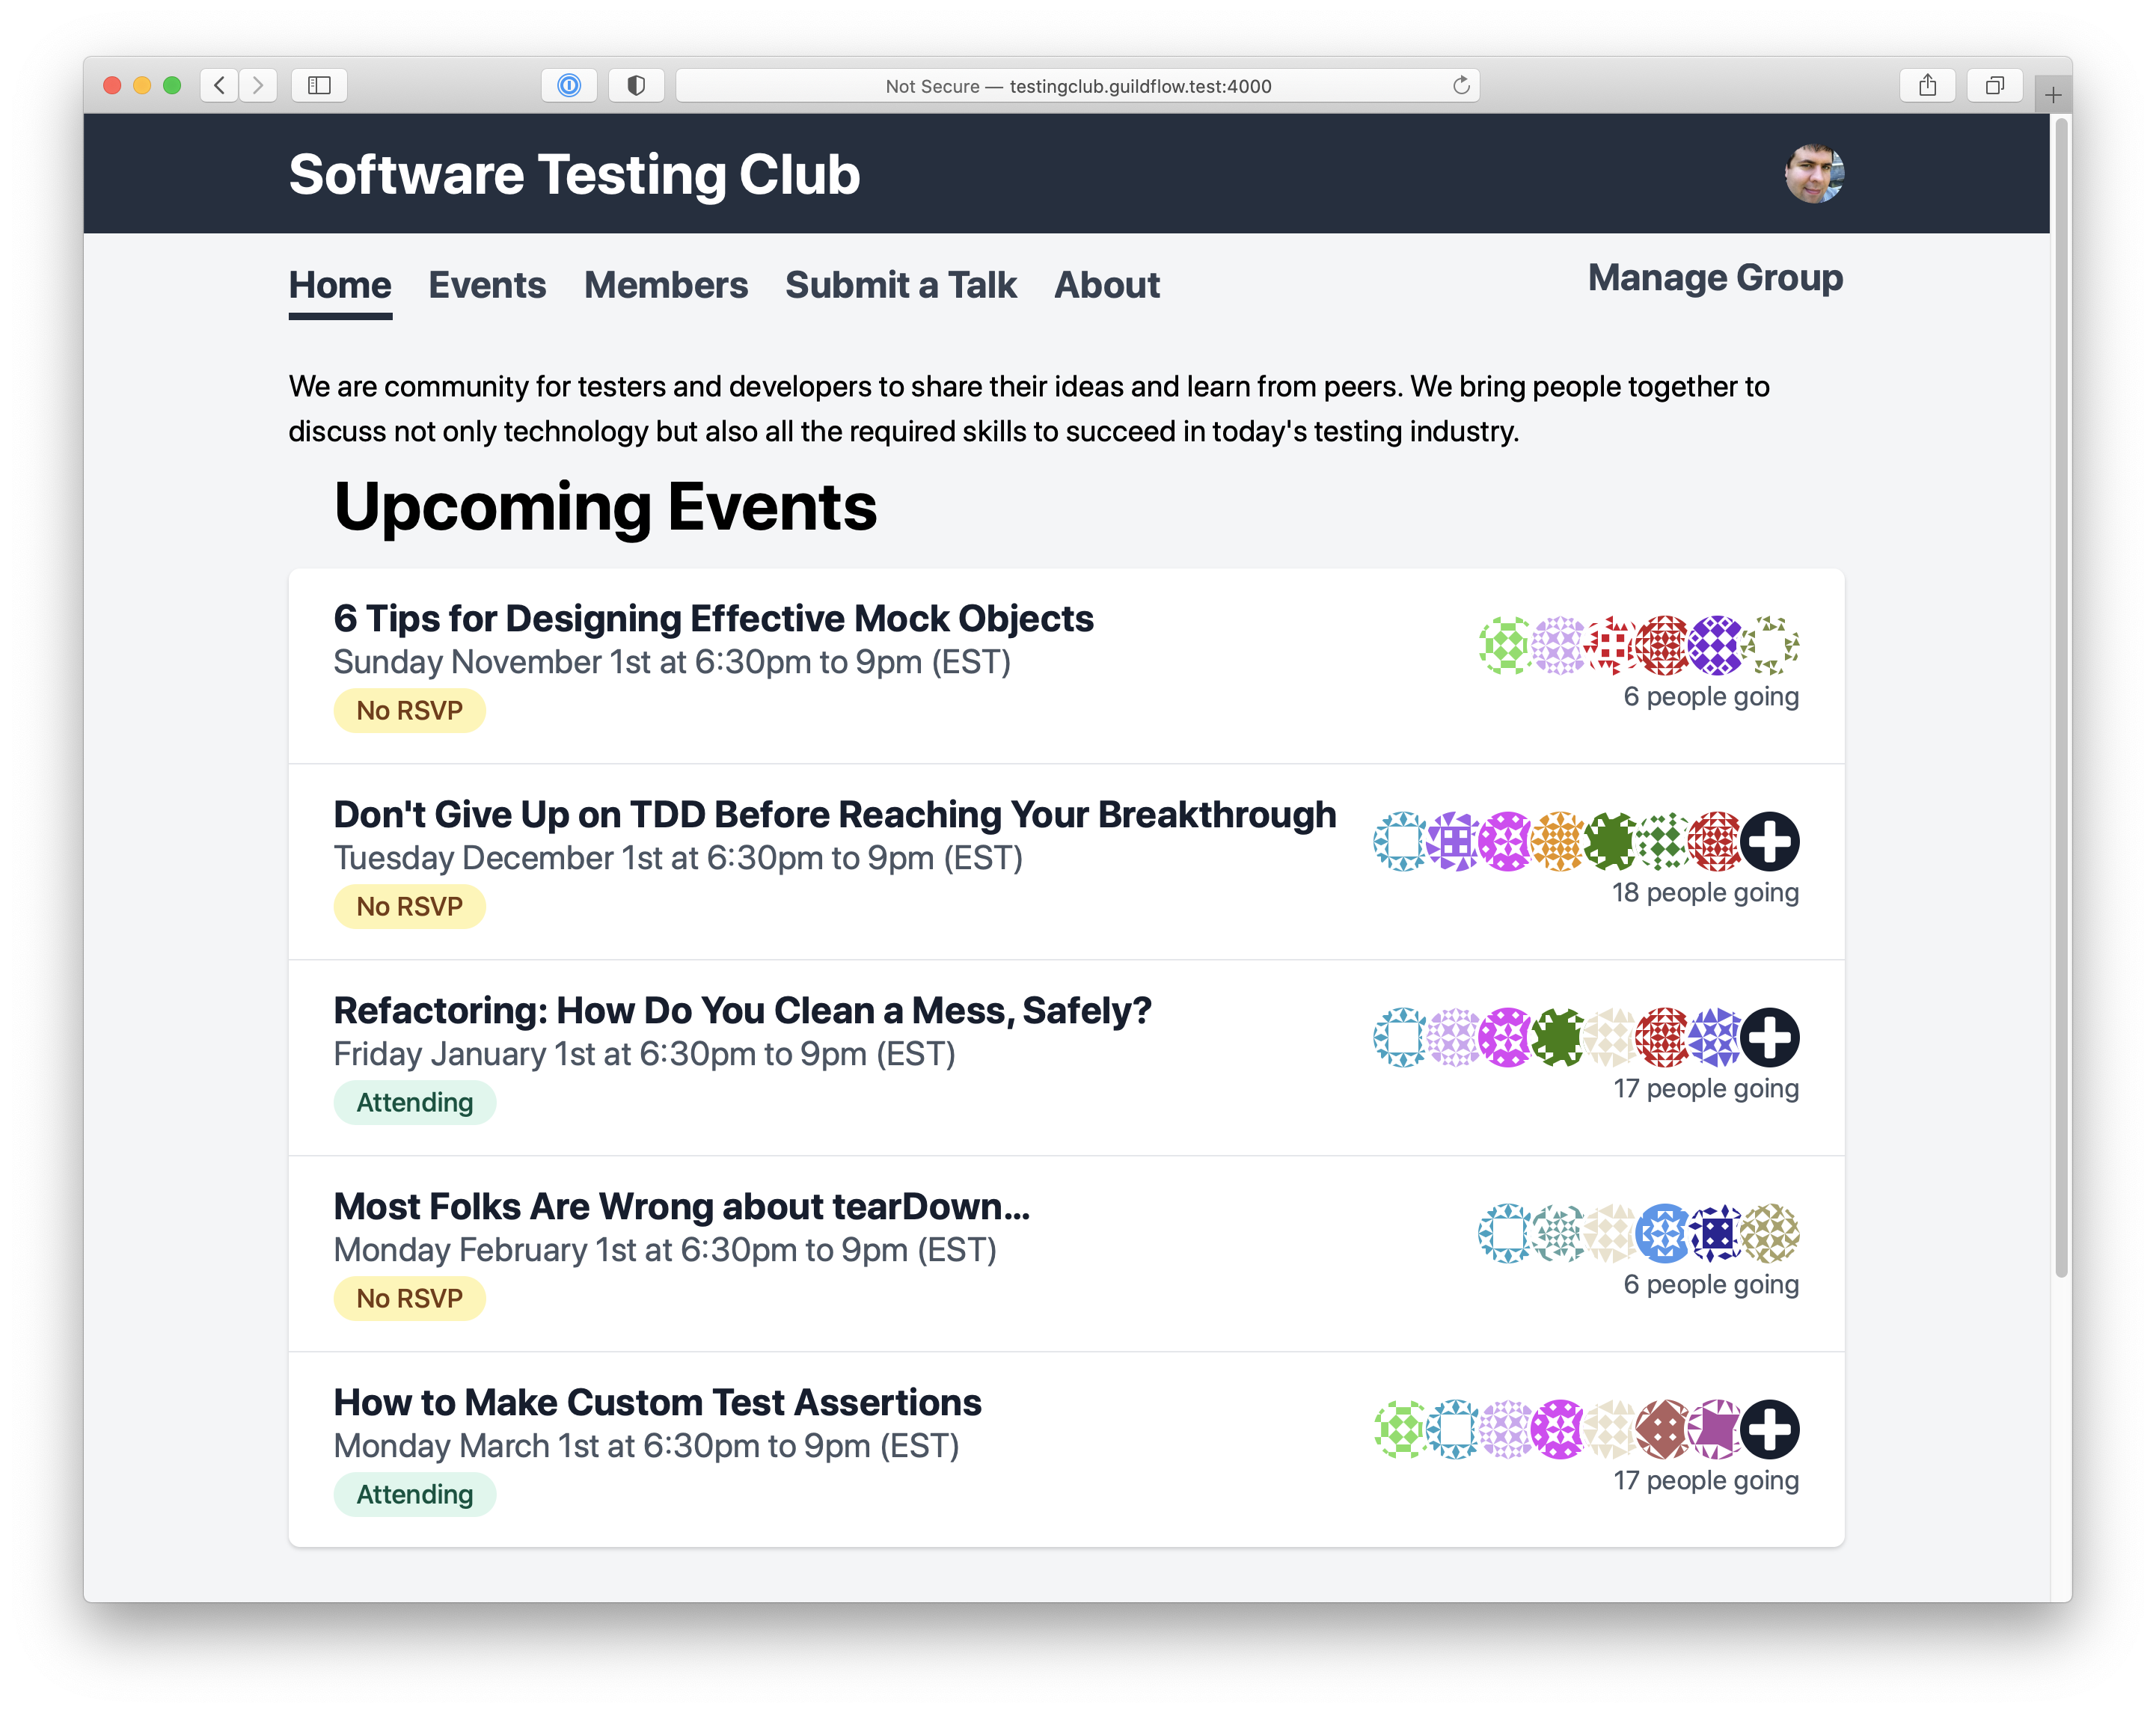 Not Secure — testingclub.guildflow.test:4000
Software Testing Club
Home Events Members Submit a Talk About Manage Group
We are community for testers and developers to share their ideas and learn from peers. We bring people together to
discuss not only technology but also all the required skills to succeed in today's testing industry.
Upcoming Events
6 Tips for Designing Effective Mock Objects
Sunday November 1st at 6:30pm to 9pm (EST)
No RSVP
6 people going
Don't Give Up on TDD Before Reaching Your Breakthrough
Tuesday December 1st at 6:30pm to 9pm (EST)
No RSVP
18 people going
Refactoring: How Do You Clean a Mess, Safely?
Friday January 1st at 6:30pm to 9pm (EST)
Attending
17 people going
Most Folks Are Wrong about tearDown...
Monday February 1st at 6:30pm to 9pm (EST)
No RSVP
6 people going
How to Make Custom Test Assertions
Monday March 1st at 6:30pm to 9pm (EST)
Attending
17 people going